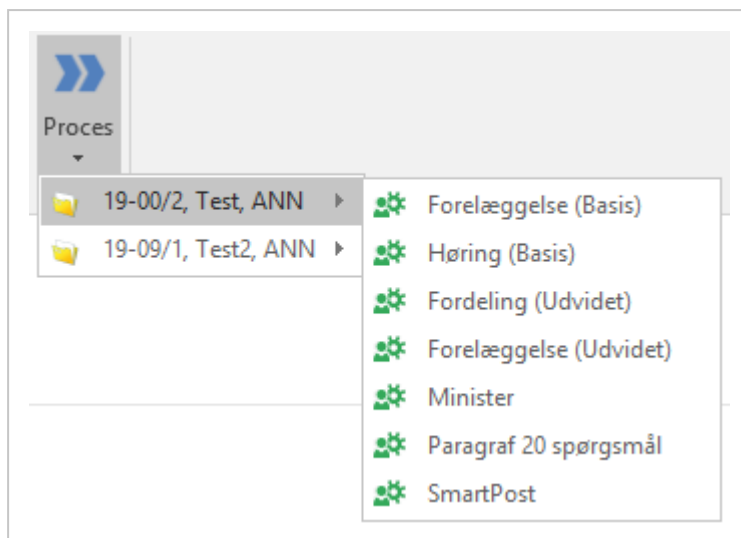 Proces
19-00/2, Test, ANN
19-09/1, Test2, ANN
Forelæggelse (Basis)
Høring (Basis)
Fordeling (Udvidet)
Forelæggelse (Udvidet)
Minister
Paragraf 20 spørgsmål
SmartPost